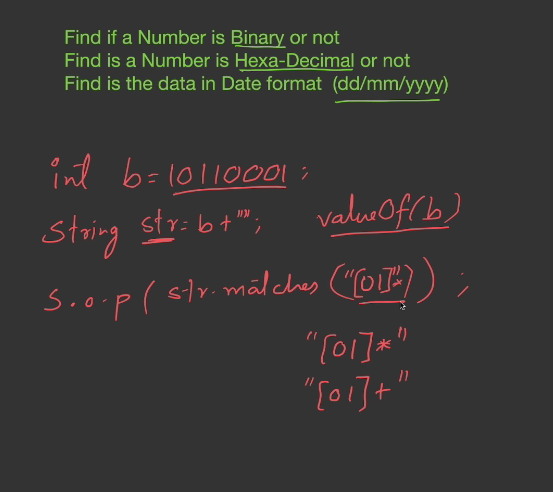 Find if a Number is Binary or not
Find is a Number is Hexa-Decimal or not
Find is the data in Date format (dd/mm/yyyy)
int b=10110001;
String str=b+""; valueOf(b)
S.o.p(str.matches("[01]*"));
"[01]*"
"[01]+"